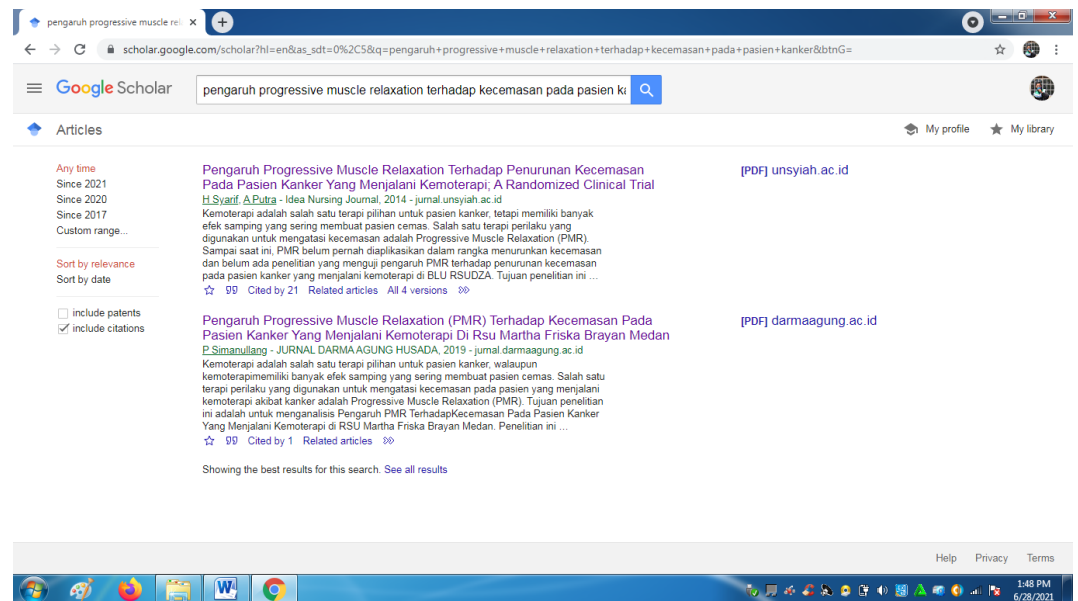 pengaruh progressive muscle rel
scholar.google.com/scholar?hl=en&as_sdt=0%2C5&q=pengaruh+progressive+muscle+relaxation+terhadap+kecemasan+pada+pasien+kanker&btnG=
Google Scholar
pengaruh progressive muscle relaxation terhadap kecemasan pada pasien ka
Articles
My profile
My library
Any time
Since 2021
Since 2020
Since 2017
Custom range...
Sort by relevance
Sort by date
include patents
include citations
Pengaruh Progressive Muscle Relaxation Terhadap Penurunan Kecemasan
Pada Pasien Kanker Yang Menjalani Kemoterapi; A Randomized Clinical Trial
H Syarif, A Putra - Idea Nursing Journal, 2014 - jurnal.unsyiah.ac.id
Kemoterapi adalah salah satu terapi pilihan untuk pasien kanker, tetapi memiliki banyak
efek samping yang sering membuat pasien cemas. Salah satu terapi perilaku yang
digunakan untuk mengatasi kecemasan adalah Progressive Muscle Relaxation (PMR).
Sampai saat ini, PMR belum pernah diaplikasikan dalam rangka menurunkan kecemasan
dan belum ada penelitian yang menguji pengaruh PMR terhadap penurunan kecemasan
pada pasien kanker yang menjalani kemoterapi di BLU RSUDZA. Tujuan penelitian ini ...
Cited by 21 Related articles All 4 versions
[PDF] unsyiah.ac.id
Pengaruh Progressive Muscle Relaxation (PMR) Terhadap Kecemasan Pada
Pasien Kanker Yang Menjalani Kemoterapi Di Rsu Martha Friska Brayan Medan
P Simanullang - JURNAL DARMA AGUNG HUSADA, 2019 - jurnal.darmaagung.ac.id
Kemoterapi adalah salah satu terapi pilihan untuk pasien kanker, walaupun
kemoterapimemiliki banyak efek samping yang sering membuat pasien cemas. Salah satu
terapi perilaku yang digunakan untuk mengatasi kecemasan pada pasien yang menjalani
kemoterapi akibat kanker adalah Progressive Muscle Relaxation (PMR). Tujuan penelitian
ini adalah untuk menganalisis Pengaruh PMR TerhadapKecemasan Pada Pasien Kanker
Yang Menjalani Kemoterapi di RSU Martha Friska Brayan Medan. Penelitian ini ...
Cited by 1 Related articles
[PDF] darmaagung.ac.id
Showing the best results for this search. See all results
Help Privacy Terms
1:48 PM
6/28/2021